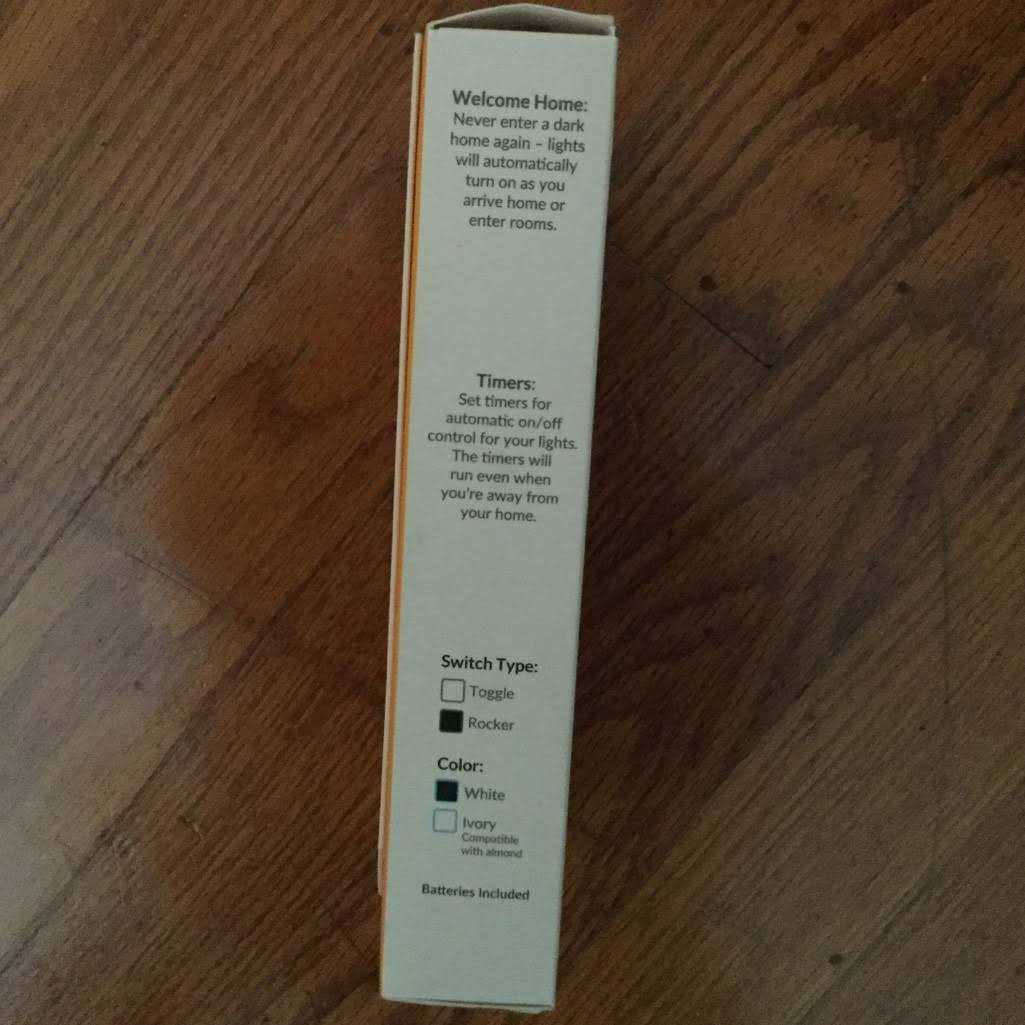 Welcome Home:
Never enter a dark
home again – lights
will automatically
turn on as you
arrive home or
enter rooms.
Timers:
Set timers for
automatic on/off
control for your lights.
The timers will
run even when
you're away from
your home.
Switch Type:
Toggle
Rocker
Color:
White
Ivory
Compatible
with almond
Batteries Included